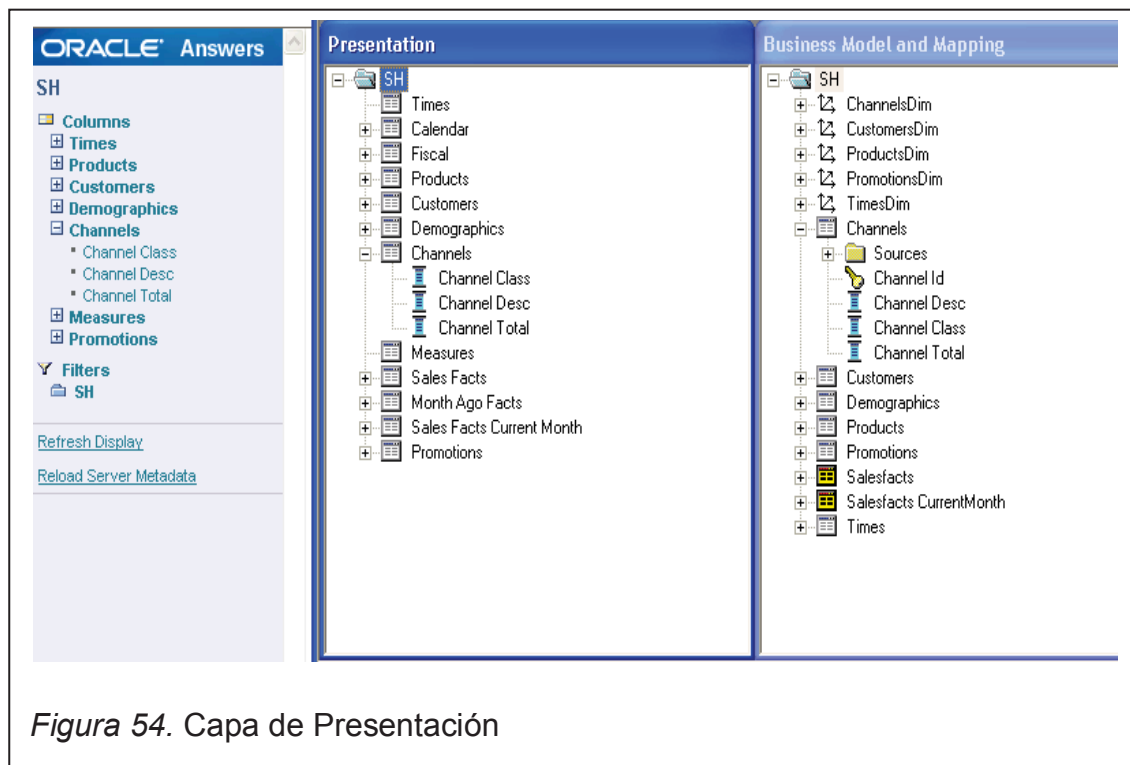 ORACLE Answers
SH
Columns
Times
Products
Customers
Demographics
Channels
Channel Class
Channel Desc
Channel Total
Measures
Promotions
Filters
SH
Refresh Display
Reload Server Metadata
Presentation
SH
Times
Calendar
Fiscal
Products
Customers
Demographics
Channels
Channel Class
Channel Desc
Channel Total
Measures
Sales Facts
Month Ago Facts
Sales Facts Current Month
Promotions
Business Model and Mapping
SH
ChannelsDim
CustomersDim
ProductsDim
PromotionsDim
TimesDim
Channels
Sources
Channel Id
Channel Desc
Channel Class
Channel Total
Customers
Demographics
Products
Promotions
Salesfacts
Salesfacts CurrentMonth
Times
Figura 54. Capa de Presentación